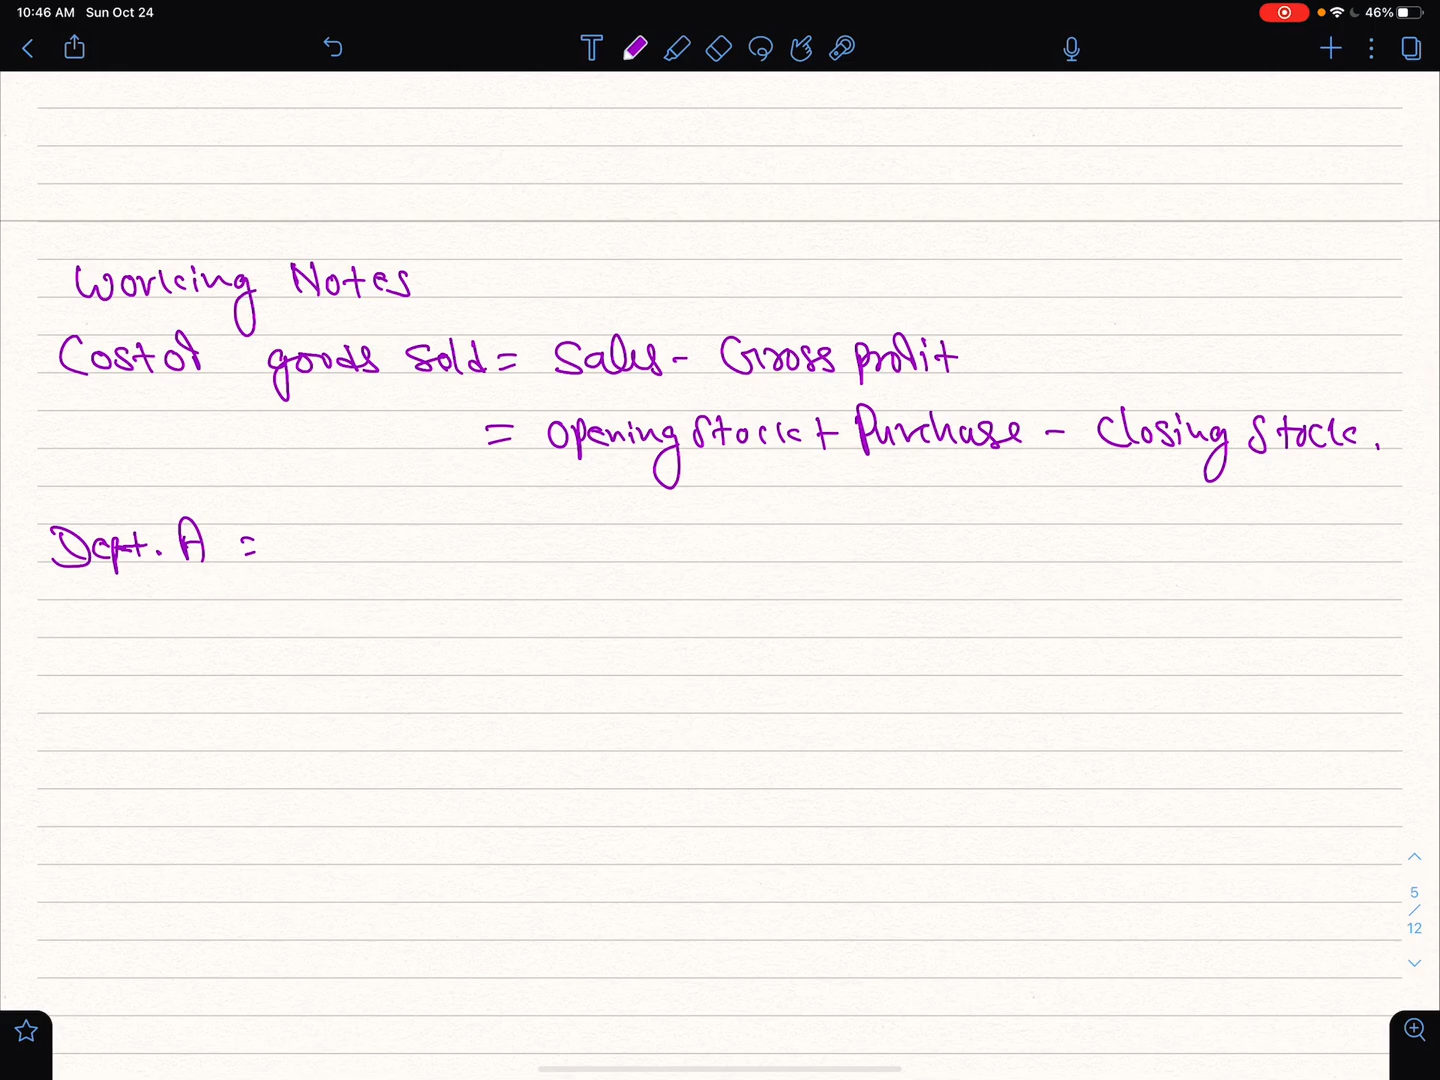 10:46 AM Sun Oct 24 46%
Working Notes
Cost of goods sold = Sales - Gross profit
= Opening Stock + Purchase - Closing Stock.
Dept. A =
5
/
12